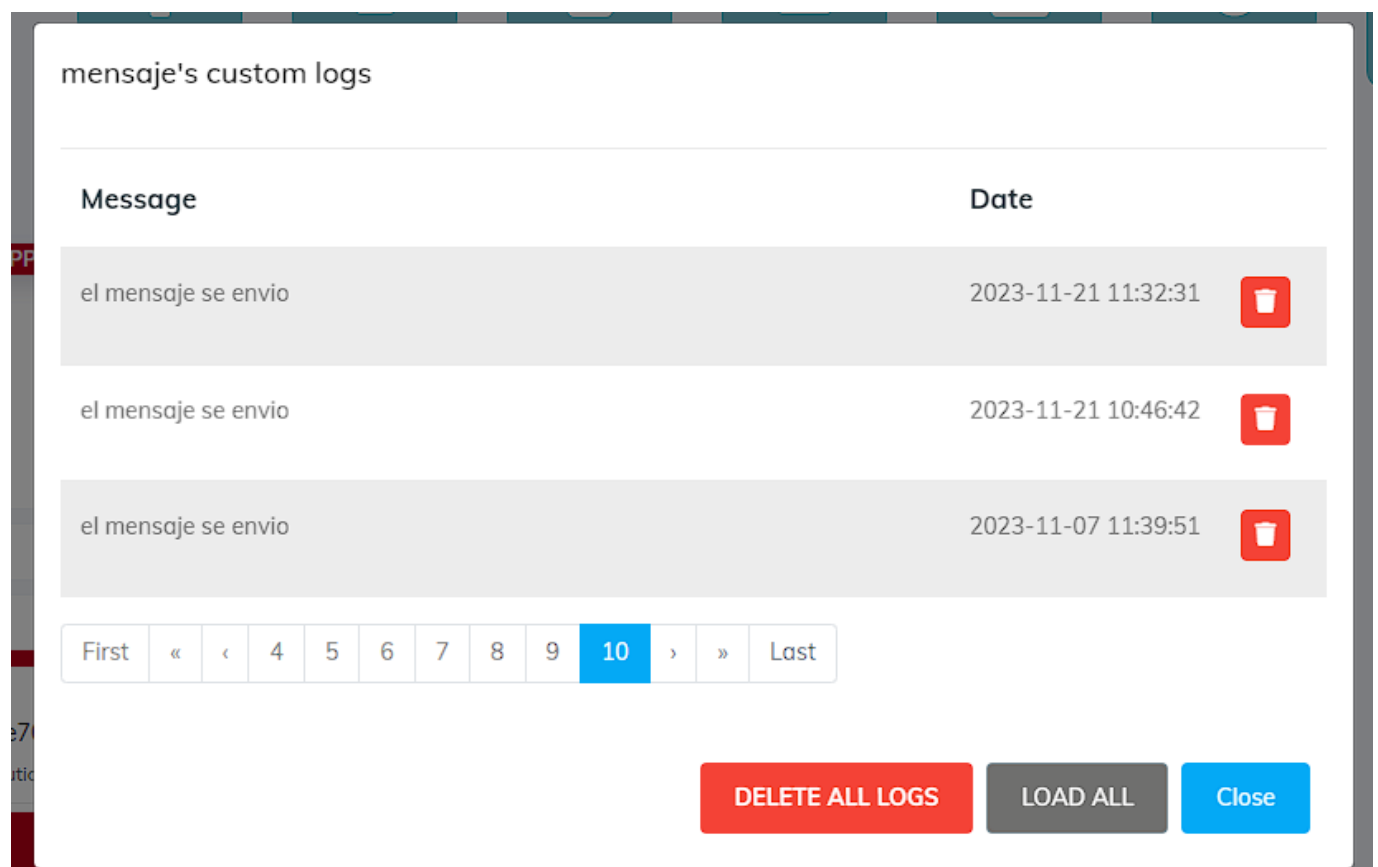 mensaje's custom logs
Message Date
el mensaje se envio 2023-11-21 11:32:31
el mensaje se envio 2023-11-21 10:46:42
el mensaje se envio 2023-11-07 11:39:51
First « ‹ 4 5 6 7 8 9 10 › » Last
DELETE ALL LOGS LOAD ALL Close